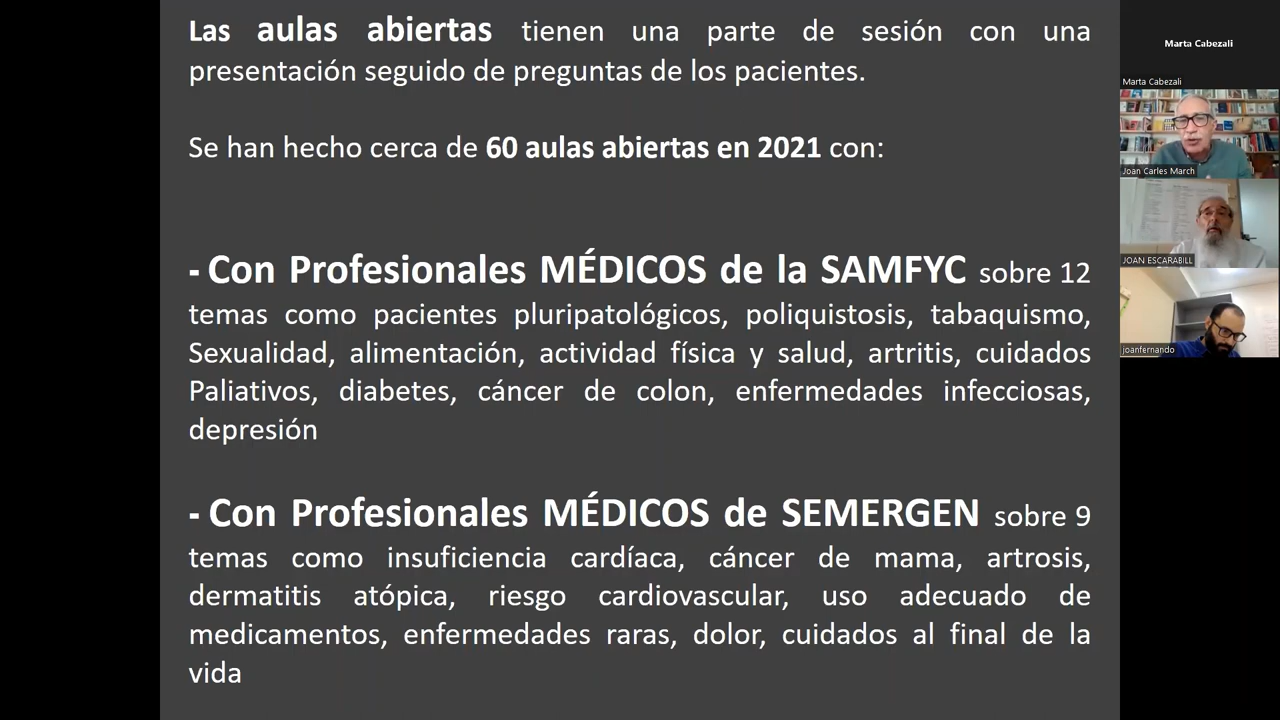 Las aulas abiertas tienen una parte de sesión con una
presentación seguido de preguntas de los pacientes.
Se han hecho cerca de 60 aulas abiertas en 2021 con:
- Con Profesionales MÉDICOS de la SAMFYC sobre 12
temas como pacientes pluripatológicos, poliquistosis, tabaquismo,
Sexualidad, alimentación, actividad física y salud, artritis, cuidados
Paliativos, diabetes, cáncer de colon, enfermedades infecciosas,
depresión
- Con Profesionales MÉDICOS de SEMERGEN sobre 9
temas como insuficiencia cardíaca, cáncer de mama, artrosis,
dermatitis atópica, riesgo cardiovascular, uso adecuado de
medicamentos, enfermedades raras, dolor, cuidados al final de la
vida
Marta Cabezali
Marta Cabezali
Joan Carles March
JOAN ESCARABILL
joanfernando